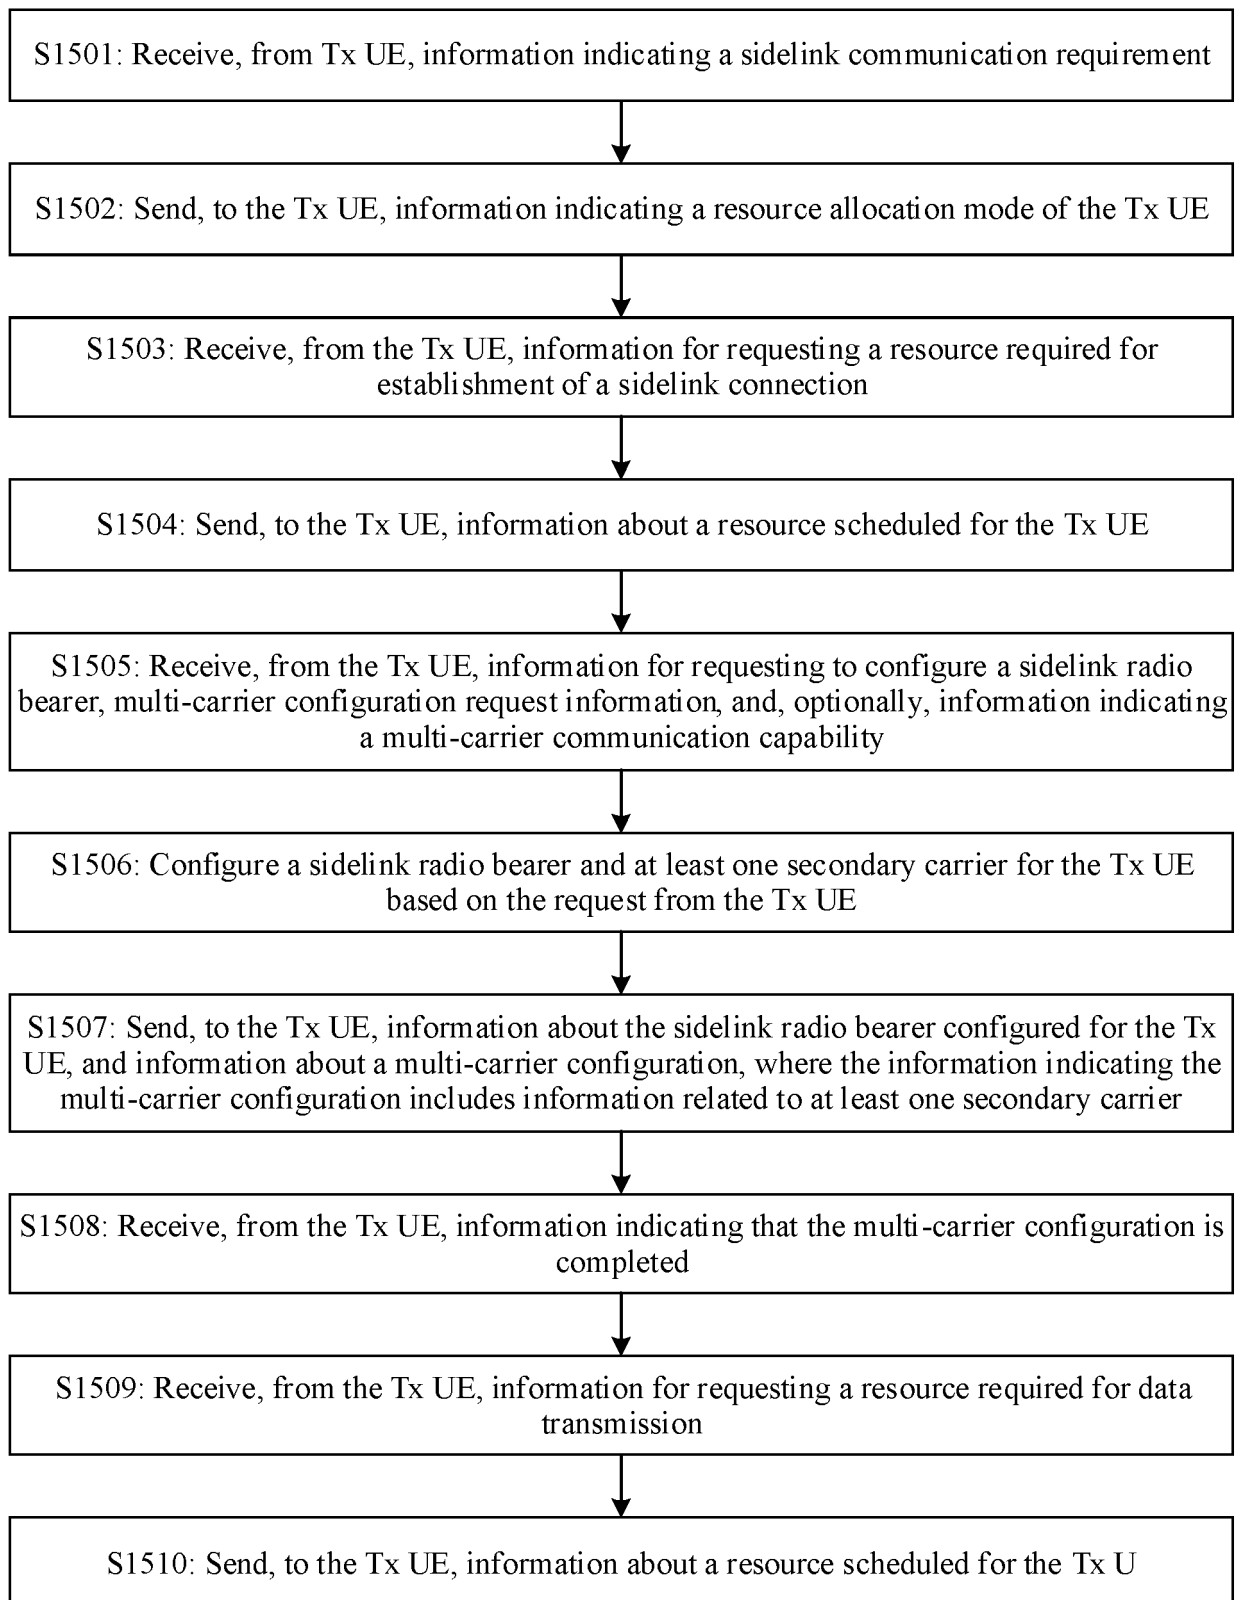 S1501: Receive, from Tx UE, information indicating a sidelink communication requirement
S1502: Send, to the Tx UE, information indicating a resource allocation mode of the Tx UE
S1503: Receive, from the Tx UE, information for requesting a resource required for
establishment of a sidelink connection
S1504: Send, to the Tx UE, information about a resource scheduled for the Tx UE
S1505: Receive, from the Tx UE, information for requesting to configure a sidelink radio
bearer, multi-carrier configuration request information, and, optionally, information indicating
a multi-carrier communication capability
S1506: Configure a sidelink radio bearer and at least one secondary carrier for the Tx UE
based on the request from the Tx UE
S1507: Send, to the Tx UE, information about the sidelink radio bearer configured for the Tx
UE, and information about a multi-carrier configuration, where the information indicating the
multi-carrier configuration includes information related to at least one secondary carrier
S1508: Receive, from the Tx UE, information indicating that the multi-carrier configuration is
completed
S1509: Receive, from the Tx UE, information for requesting a resource required for data
transmission
S1510: Send, to the Tx UE, information about a resource scheduled for the Tx U